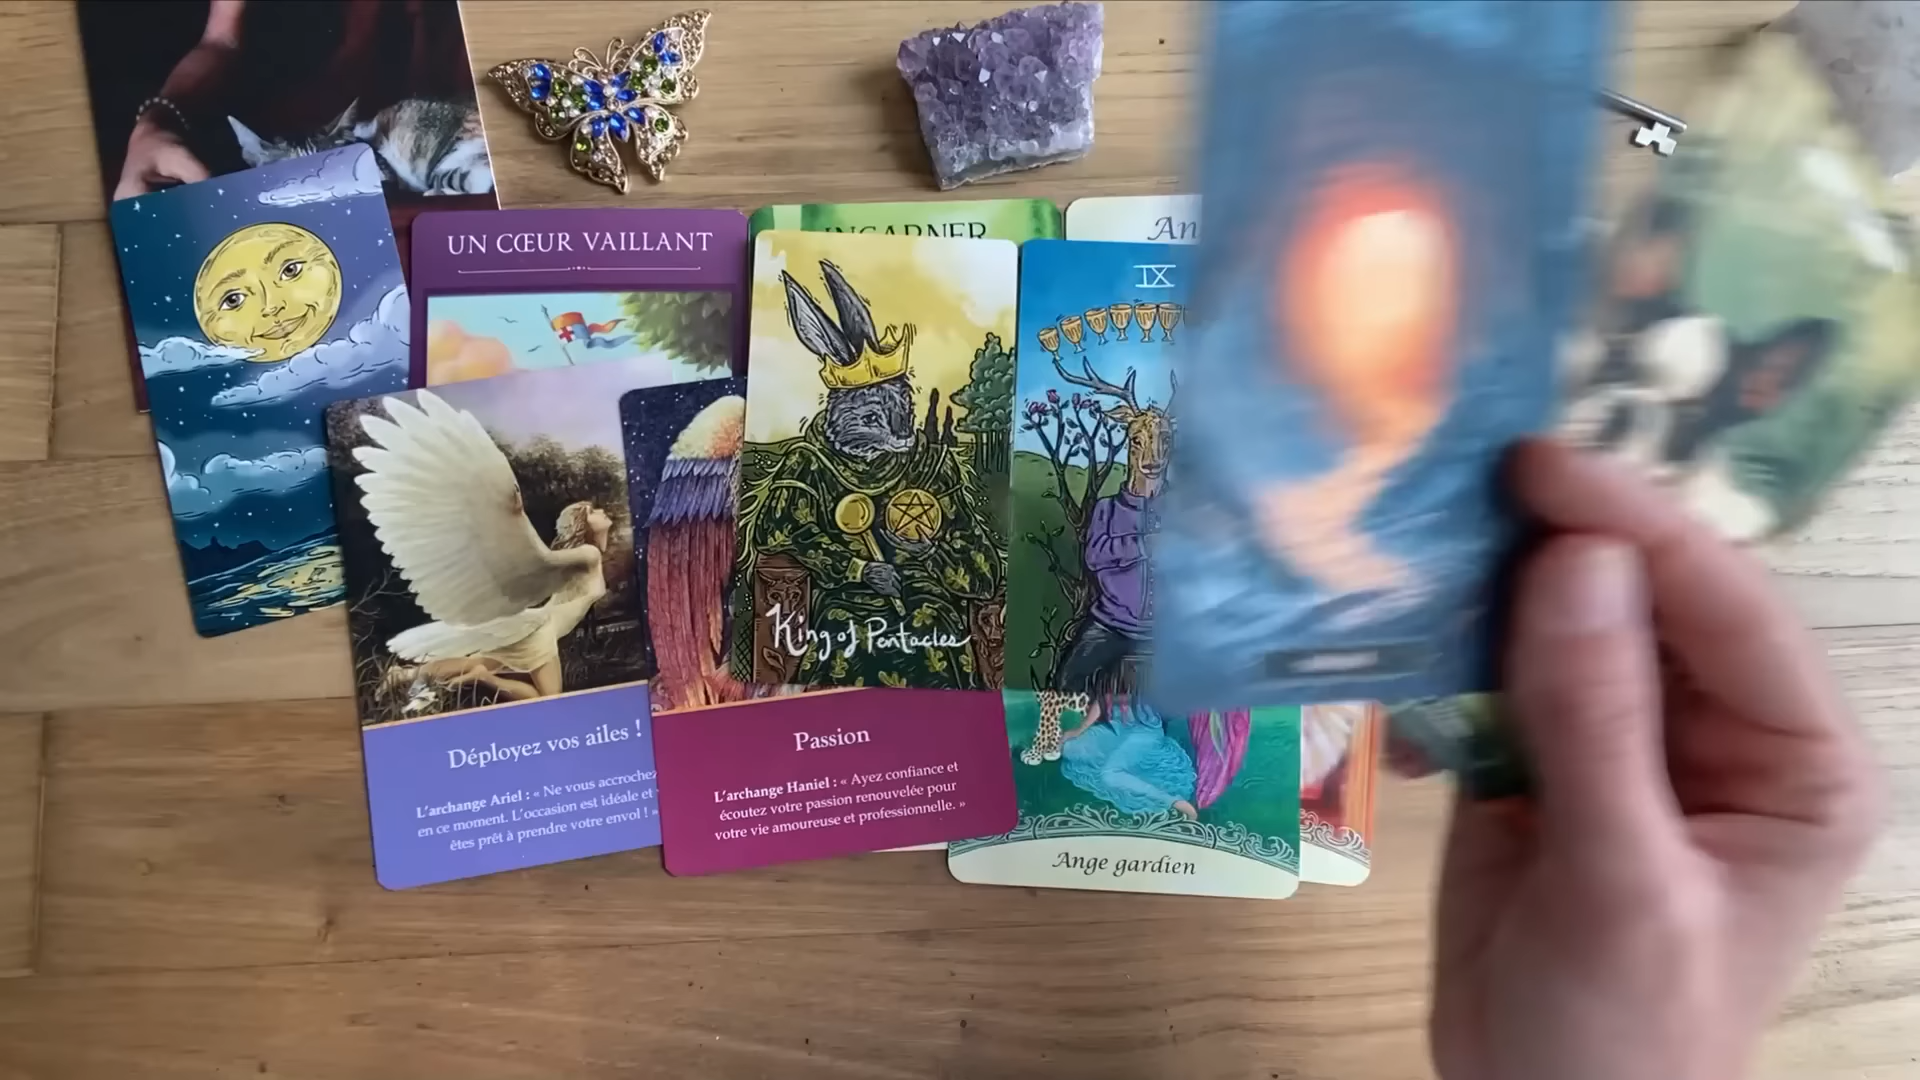 UN CŒUR VAILLANT
INCARNER
IX
King of Pentacles
Déployez vos ailes !
L'archange Ariel : « Ne vous accrochez
en ce moment. L'occasion est idéale et
êtes prêt à prendre votre envol ! »
Passion
L'archange Haniel : « Ayez confiance et
écoutez votre passion renouvelée pour
votre vie amoureuse et professionnelle. »
Ange gardien